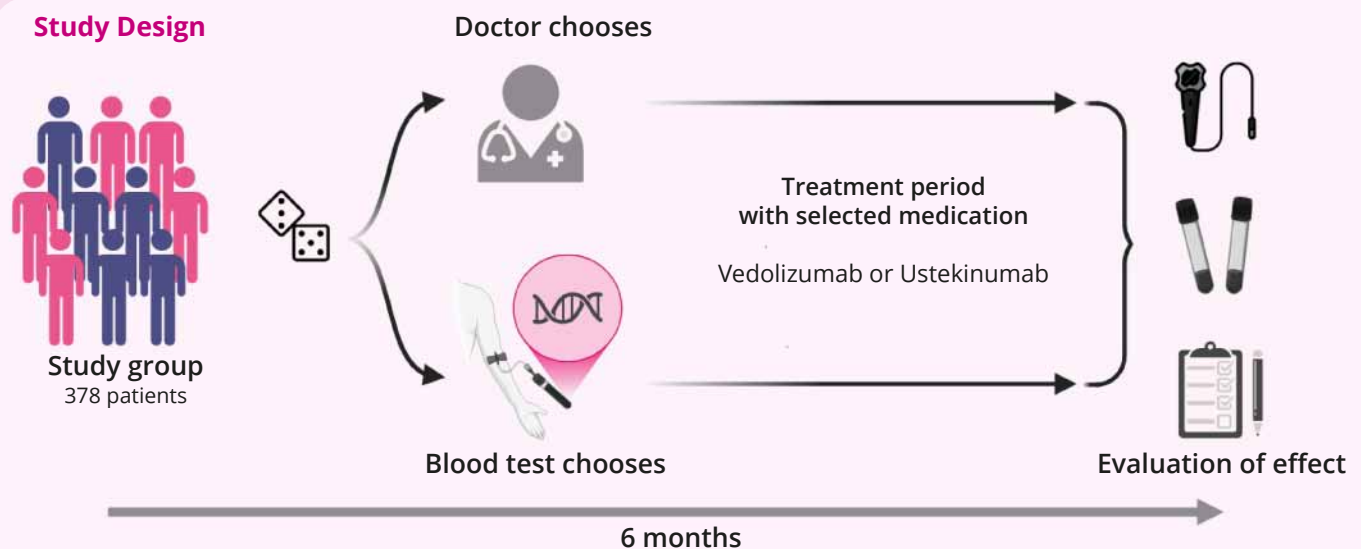 Study Design
Doctor chooses
Treatment period
with selected medication
Vedolizumab or Ustekinumab
Study group
378 patients
Blood test chooses
Evaluation of effect
6 months